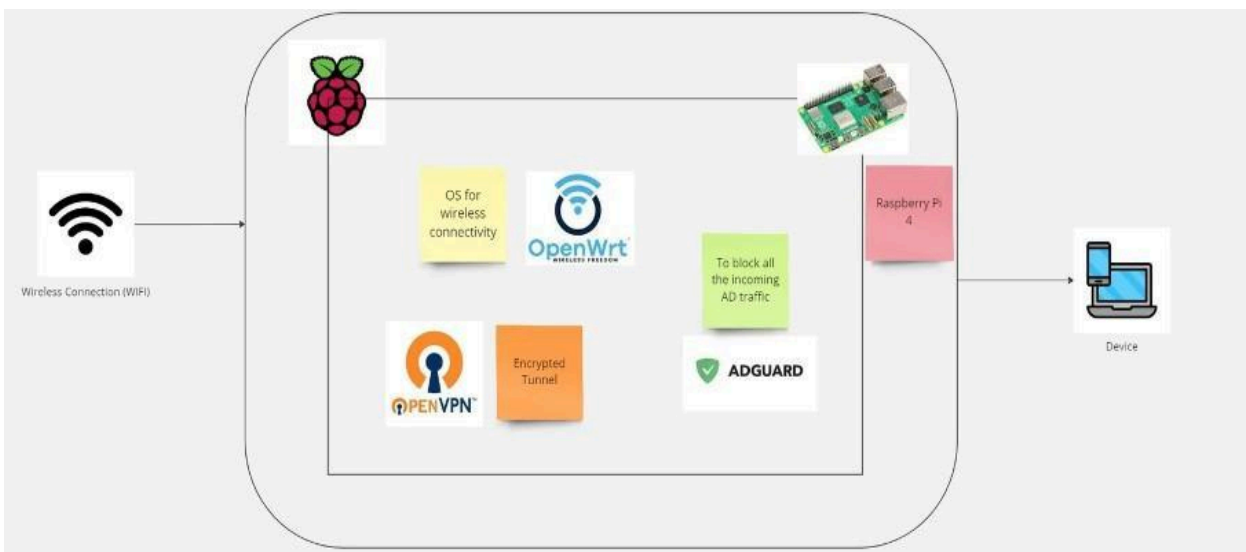 OS for
wireless
connectivity
OpenWrt
WIRELESS FREEDOM
Raspberry Pi
4
To block all
the incoming
AD traffic
Wireless Connection (WIFI)
Device
OPENVPN™
Encrypted
Tunnel
ADGUARD